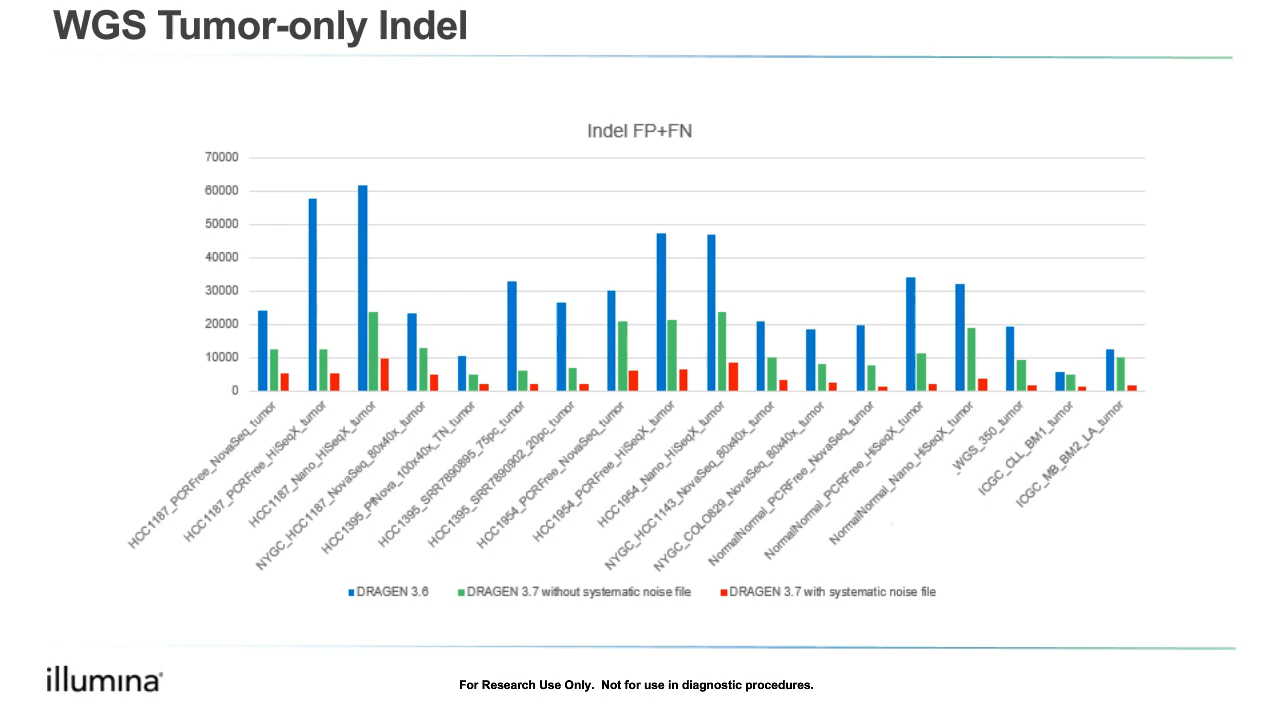 WGS Tumor-only Indel
Indel FP+FN
70000
60000
50000
40000
30000
20000
10000
0
HCC1187_PCRFree_NovaSeq_tumor
HCC1187_PCRFree_HiSeqX_tumor
HCC1187_Nano_HiSeqX_tumor
NYGC_HCC1187_NovaSeq_80x40x_tumor
HCC1395_PlNova_100x40x_TN_tumor
HCC1395_SRR7890895_75pc_tumor
HCC1395_SRR7890902_20pc_tumor
HCC1954_PCRFree_NovaSeq_tumor
HCC1954_PCRFree_HiSeqX_tumor
HCC1954_Nano_HiSeqX_tumor
NYGC_HCC1143_NovaSeq_80x40x_tumor
NYGC_COLO829_NovaSeq_80x40x_tumor
NormalNormal_PCRFree_NovaSeq_tumor
NormalNormal_PCRFree_HiSeqX_tumor
NormalNormal_Nano_HiSeqX_tumor
_WGS_350_tumor
ICGC_CLL_BM1_tumor
ICGC_MB_BM2_LA_tumor
DRAGEN 3.6 DRAGEN 3.7 without systematic noise file DRAGEN 3.7 with systematic noise file
illumina®
For Research Use Only. Not for use in diagnostic procedures.